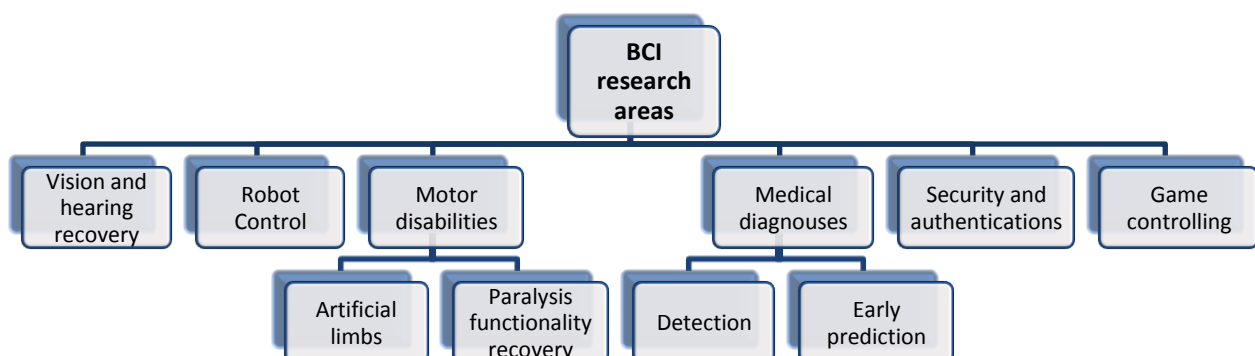 BCI
research
areas
Vision and
hearing
recovery
Robot
Control
Motor
disabilities
Medical
diagnouses
Security and
authentications
Game
controlling
Artificial
limbs
Paralysis
functionality
recovery
Detection
Early
prediction